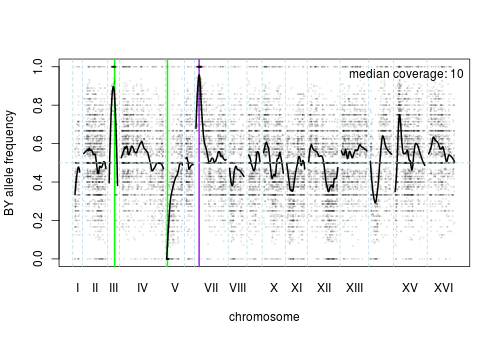 median coverage: 10
BY allele frequency
1.0
0.8
0.6
0.4
0.2
0.0
I II III IV V VII VIII X XI XII XIII XV XVI
chromosome